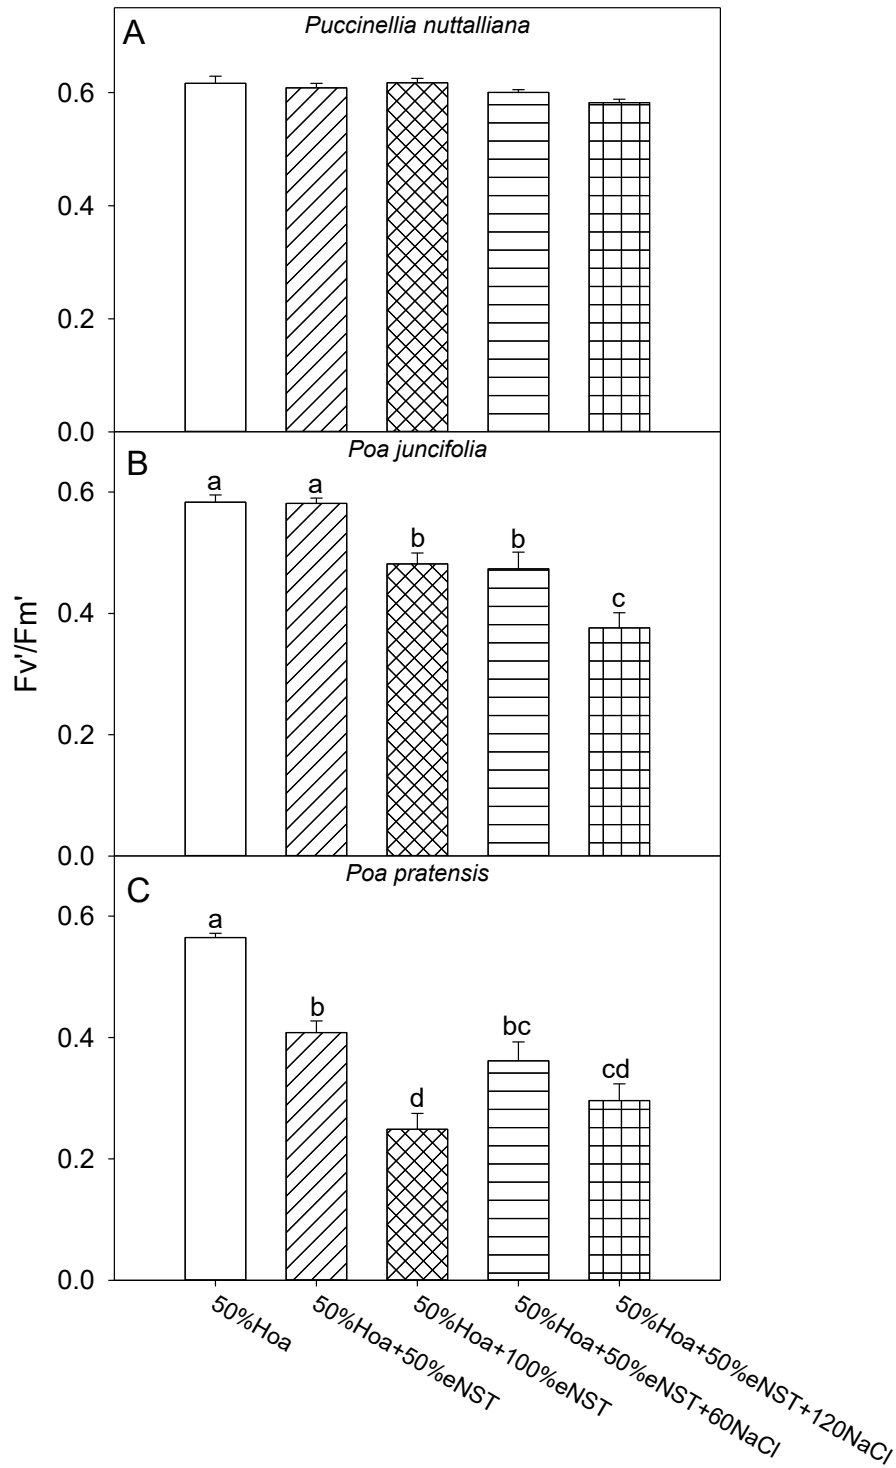 A
Puccinellia nuttalliana
0.6
0.4
0.2
0.0
B
Poa juncifolia
a
a
b
b
c
0.6
0.4
0.2
0.0
Fv'/Fm'
C
Poa pratensis
a
b
d
bc
cd
0.6
0.4
0.2
0.0
50%Hoa
50%Hoa+50%eNST
50%Hoa+100%eNST
50%Hoa+50%eNST+60NaCl
50%Hoa+50%eNST+120NaCl